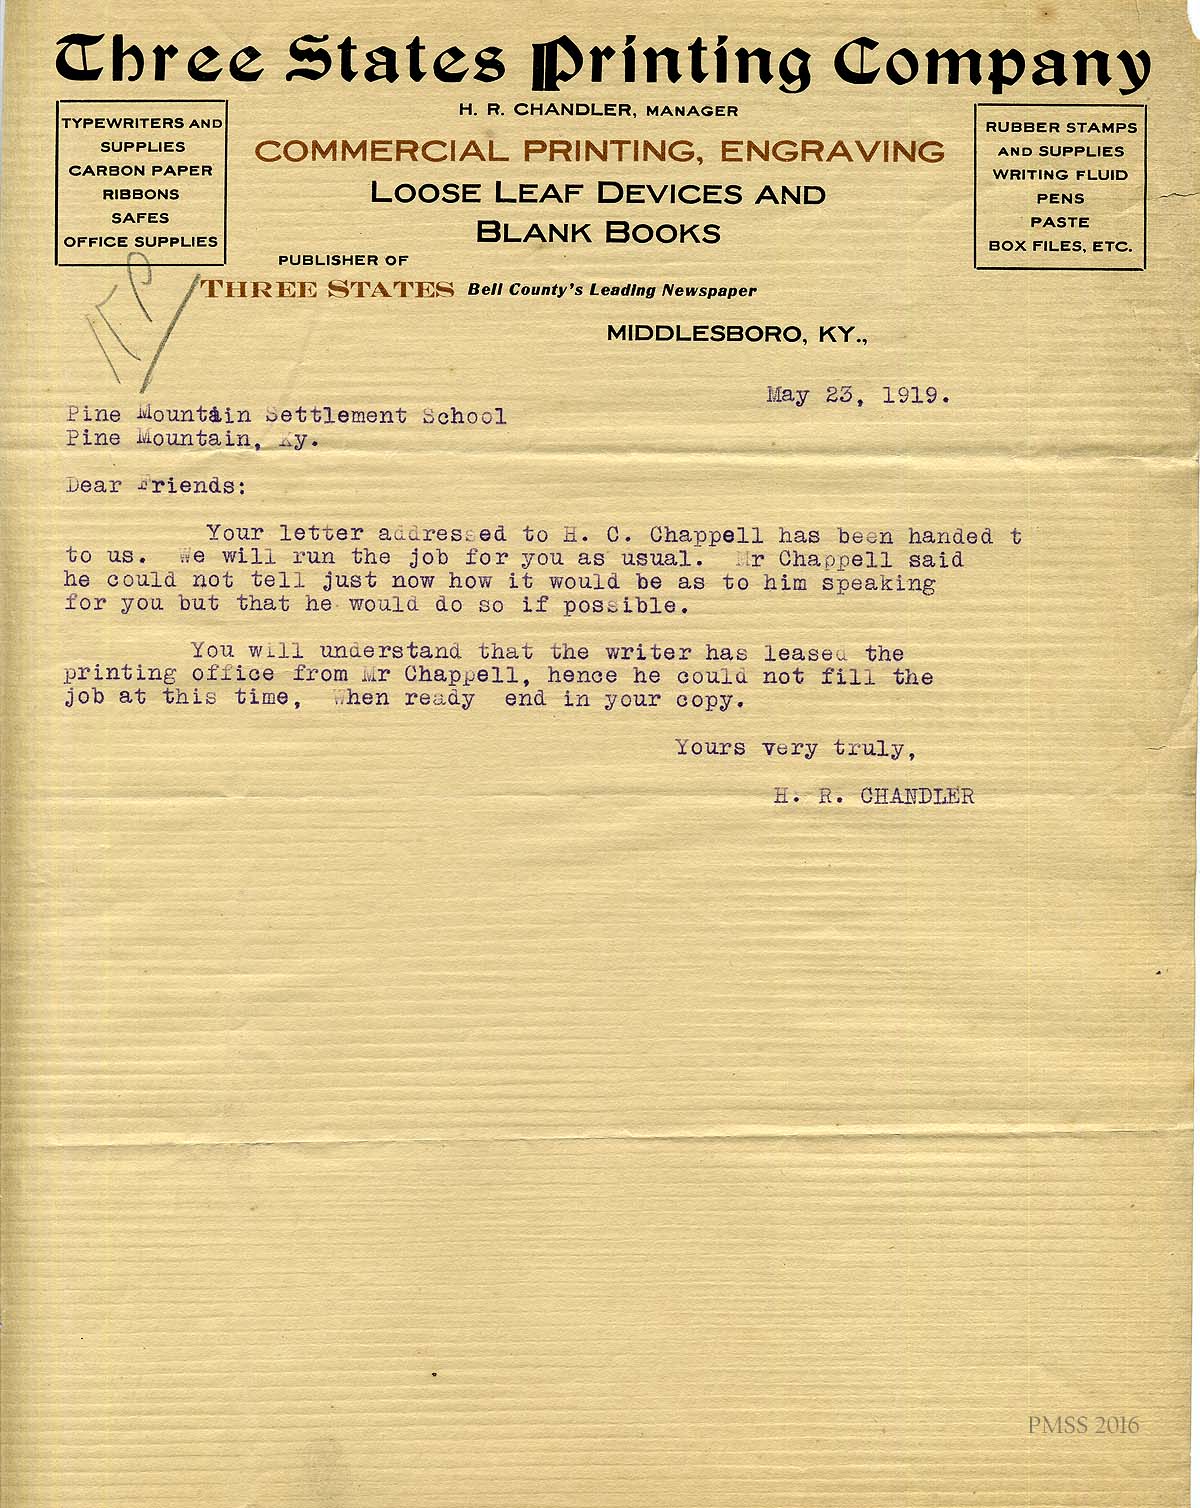 Three States Printing Company
H. R. CHANDLER, MANAGER
TYPEWRITERS AND
SUPPLIES
CARBON PAPER
RIBBONS
SAFES
OFFICE SUPPLIES
COMMERCIAL PRINTING, ENGRAVING
LOOSE LEAF DEVICES AND
BLANK BOOKS
RUBBER STAMPS
AND SUPPLIES
WRITING FLUID
PENS
PASTE
BOX FILES, ETC.
PUBLISHER OF
THREE STATES Bell County's Leading Newspaper
MIDDLESBORO, KY.,
May 23, 1919.
Pine Mountain Settlement School
Pine Mountain, Ky.
Dear Friends:
Your letter addressed to H. C. Chappell has been handed t
to us. We will run the job for you as usual. Mr Chappell said
he could not tell just now how it would be as to him speaking
for you but that he would do so if possible.
You will understand that the writer has leased the
printing office from Mr Chappell, hence he could not fill the
job at this time, When ready end in your copy.
Yours very truly,
H. R. CHANDLER
PMSS 2016